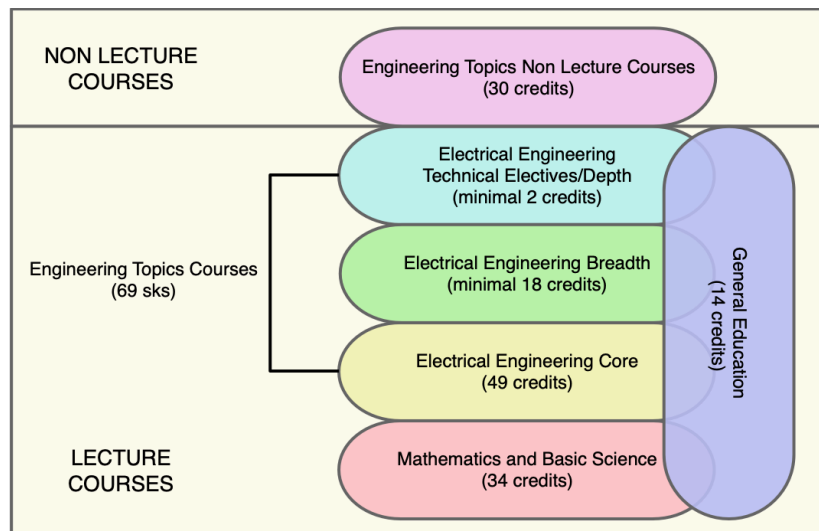 NON LECTURE
COURSES
Engineering Topics Non Lecture Courses
(30 credits)
Electrical Engineering
Technical Electives/Depth
(minimal 2 credits)
Engineering Topics Courses
(69 sks)
Electrical Engineering Breadth
(minimal 18 credits)
General Education
(14 credits)
Electrical Engineering Core
(49 credits)
LECTURE
COURSES
Mathematics and Basic Science
(34 credits)